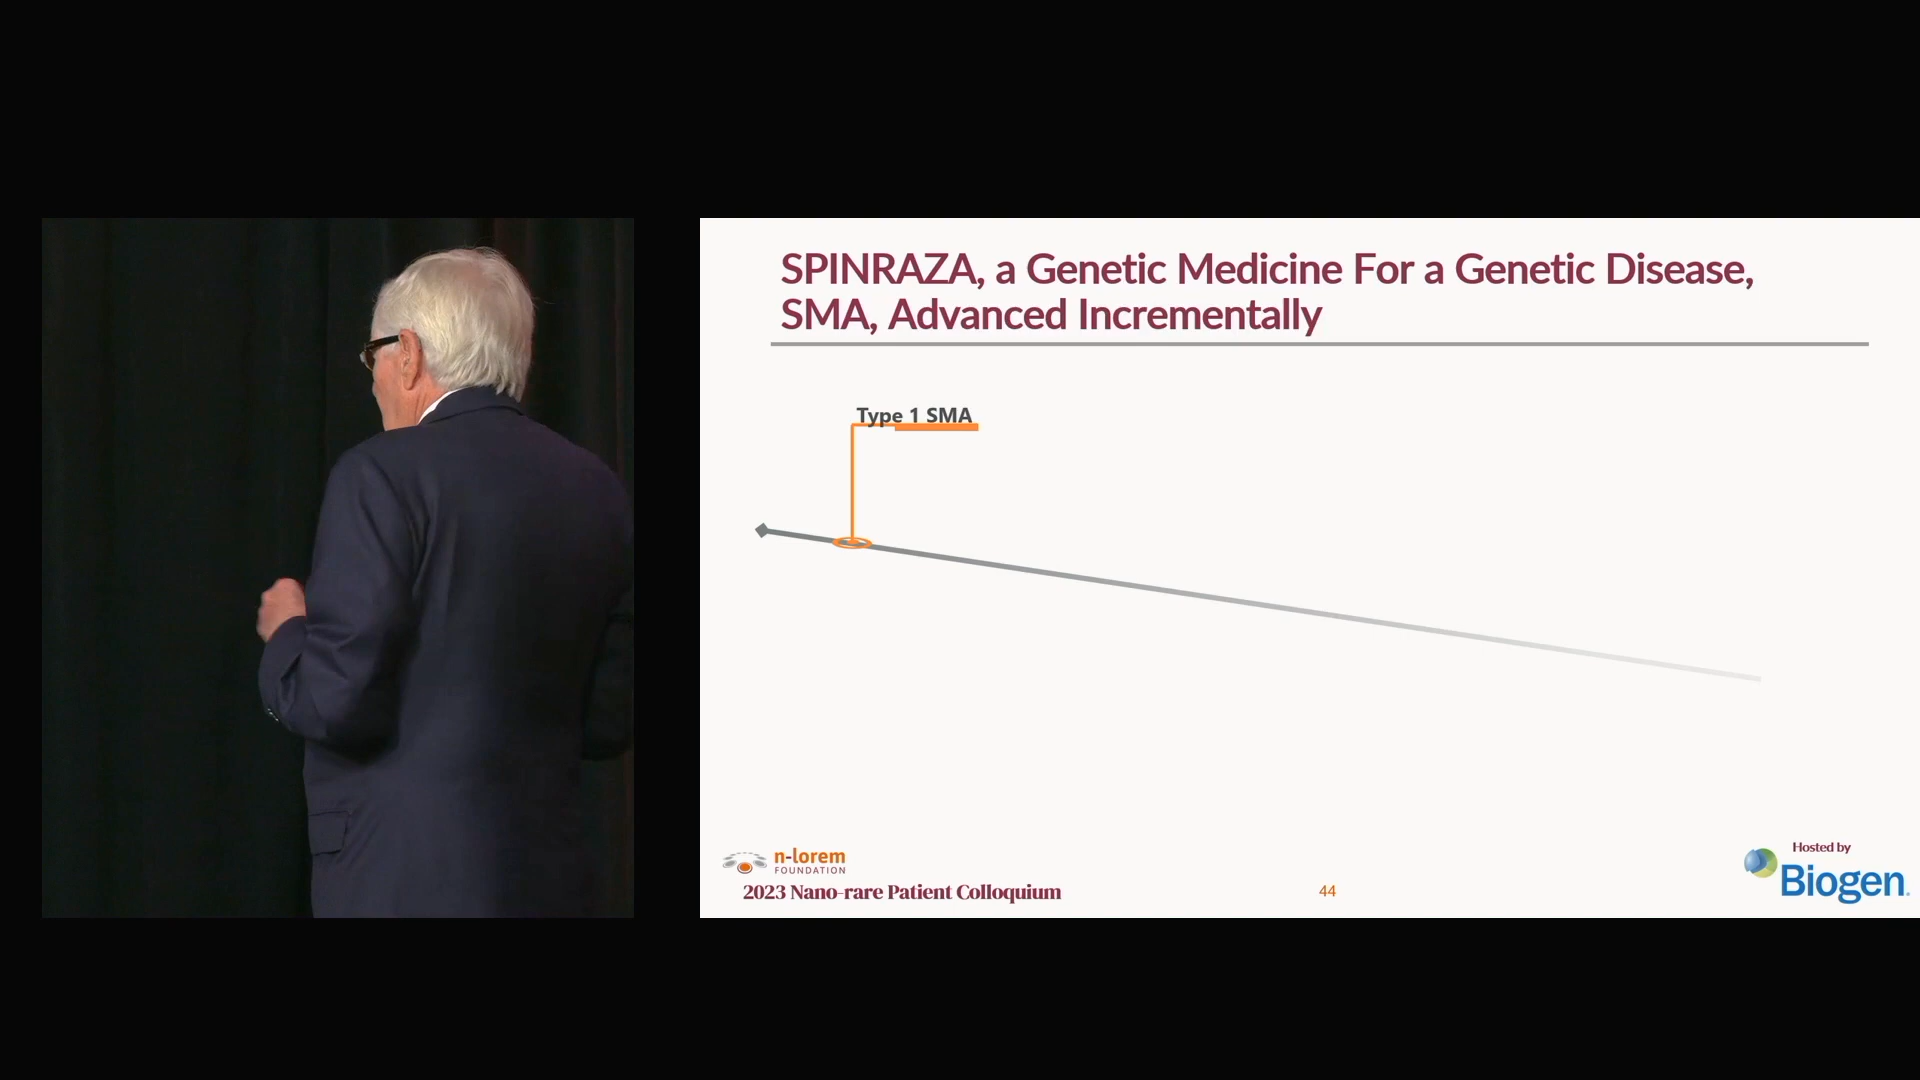 SPINRAZA, a Genetic Medicine For a Genetic Disease,
SMA, Advanced Incrementally
Type 1 SMA
n-lorem
FOUNDATION
2023 Nano-rare Patient Colloquium
44
Hosted by
Biogen.